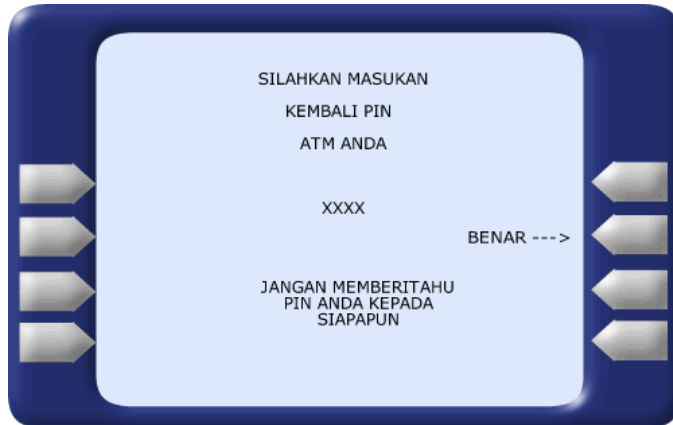 SILAHKAN MASUKAN
KEMBALI PIN
ATM ANDA
XXXX
BENAR --->
JANGAN MEMBERITAHU
PIN ANDA KEPADA
SIAPAPUN